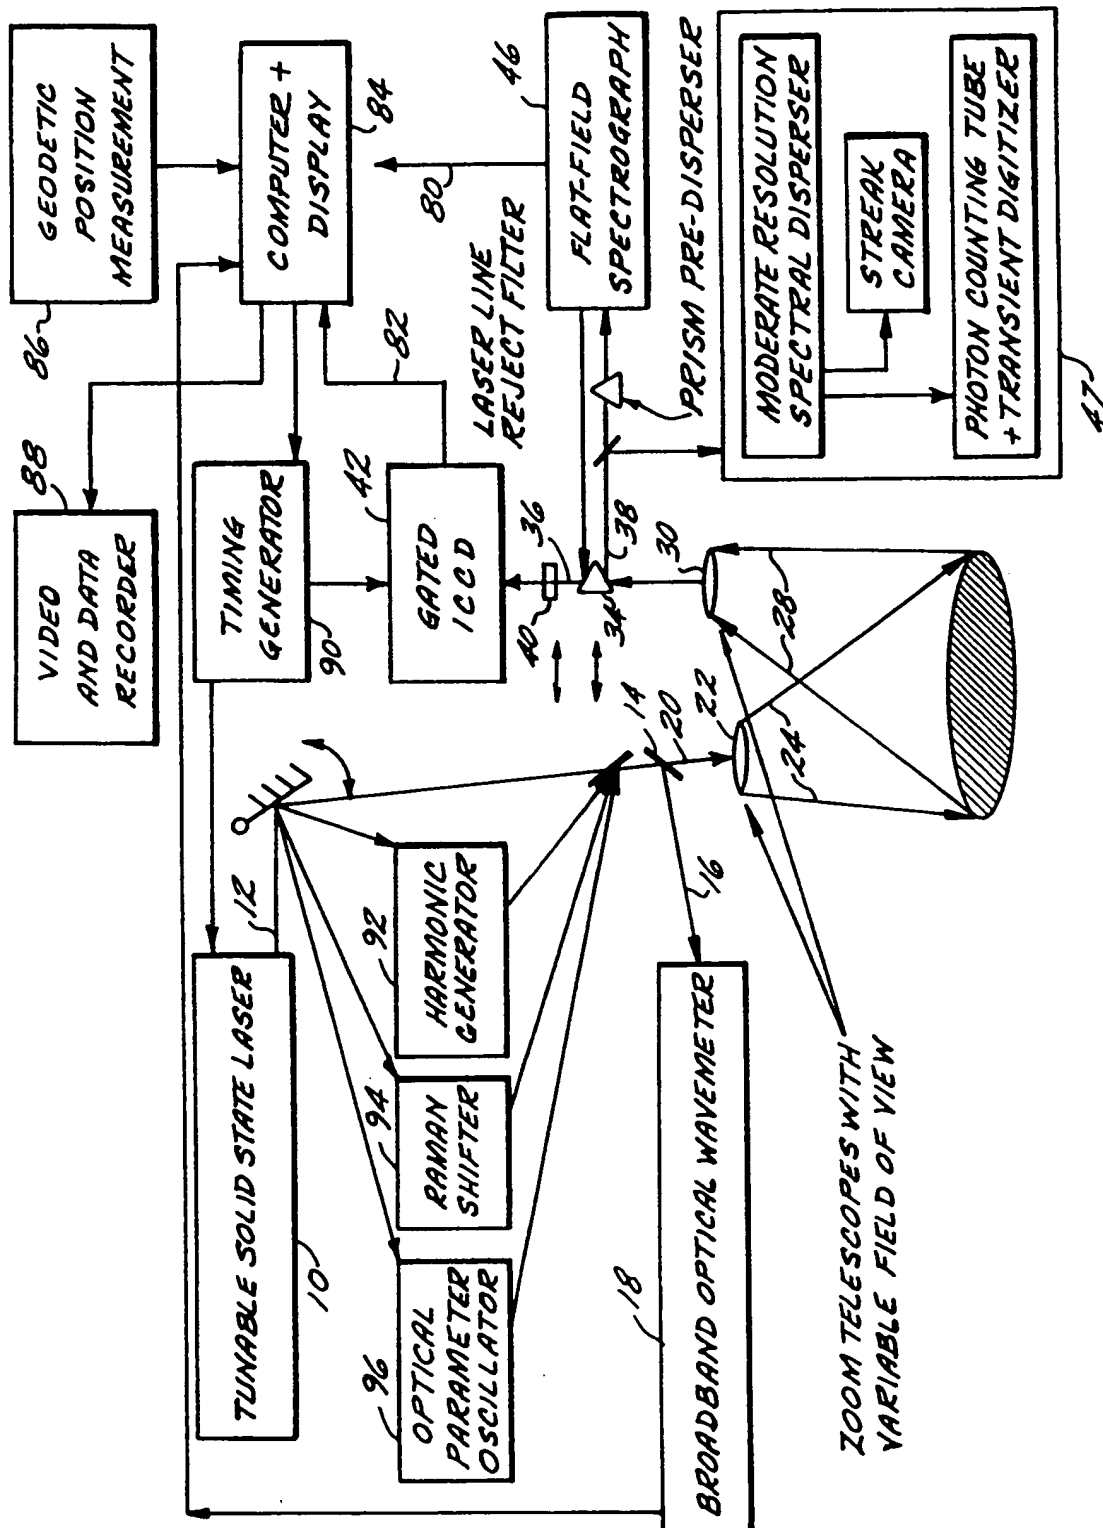 TUNABLE SOLID STATE LASER
10
12
VIDEO
AND DATA
RECORDER
88
GEODETIC
POSITION
MEASUREMENT
86
TIMING
GENERATOR
90
COMPUTER +
DISPLAY
84
82
80
OPTICAL
PARAMETER
OSCILLATOR
96
RAMAN
SHIFTER
94
HARMONIC
GENERATOR
92
GATED
ICCD
42
LASER LINE
REJECT FILTER
40
36
34
38
FLAT-FIELD
SPECTROGRAPH
46
PRISM PRE-DISPERSER
BROADBAND OPTICAL WAVEMETER
18
16
14
20
22
24
28
30
ZOOM TELESCOPES WITH
VARIABLE FIELD OF VIEW
MODERATE RESOLUTION
SPECTRAL DISPERSER
STREAK
CAMERA
PHOTON COUNTING TUBE
+ TRANSIENT DIGITIZER
47